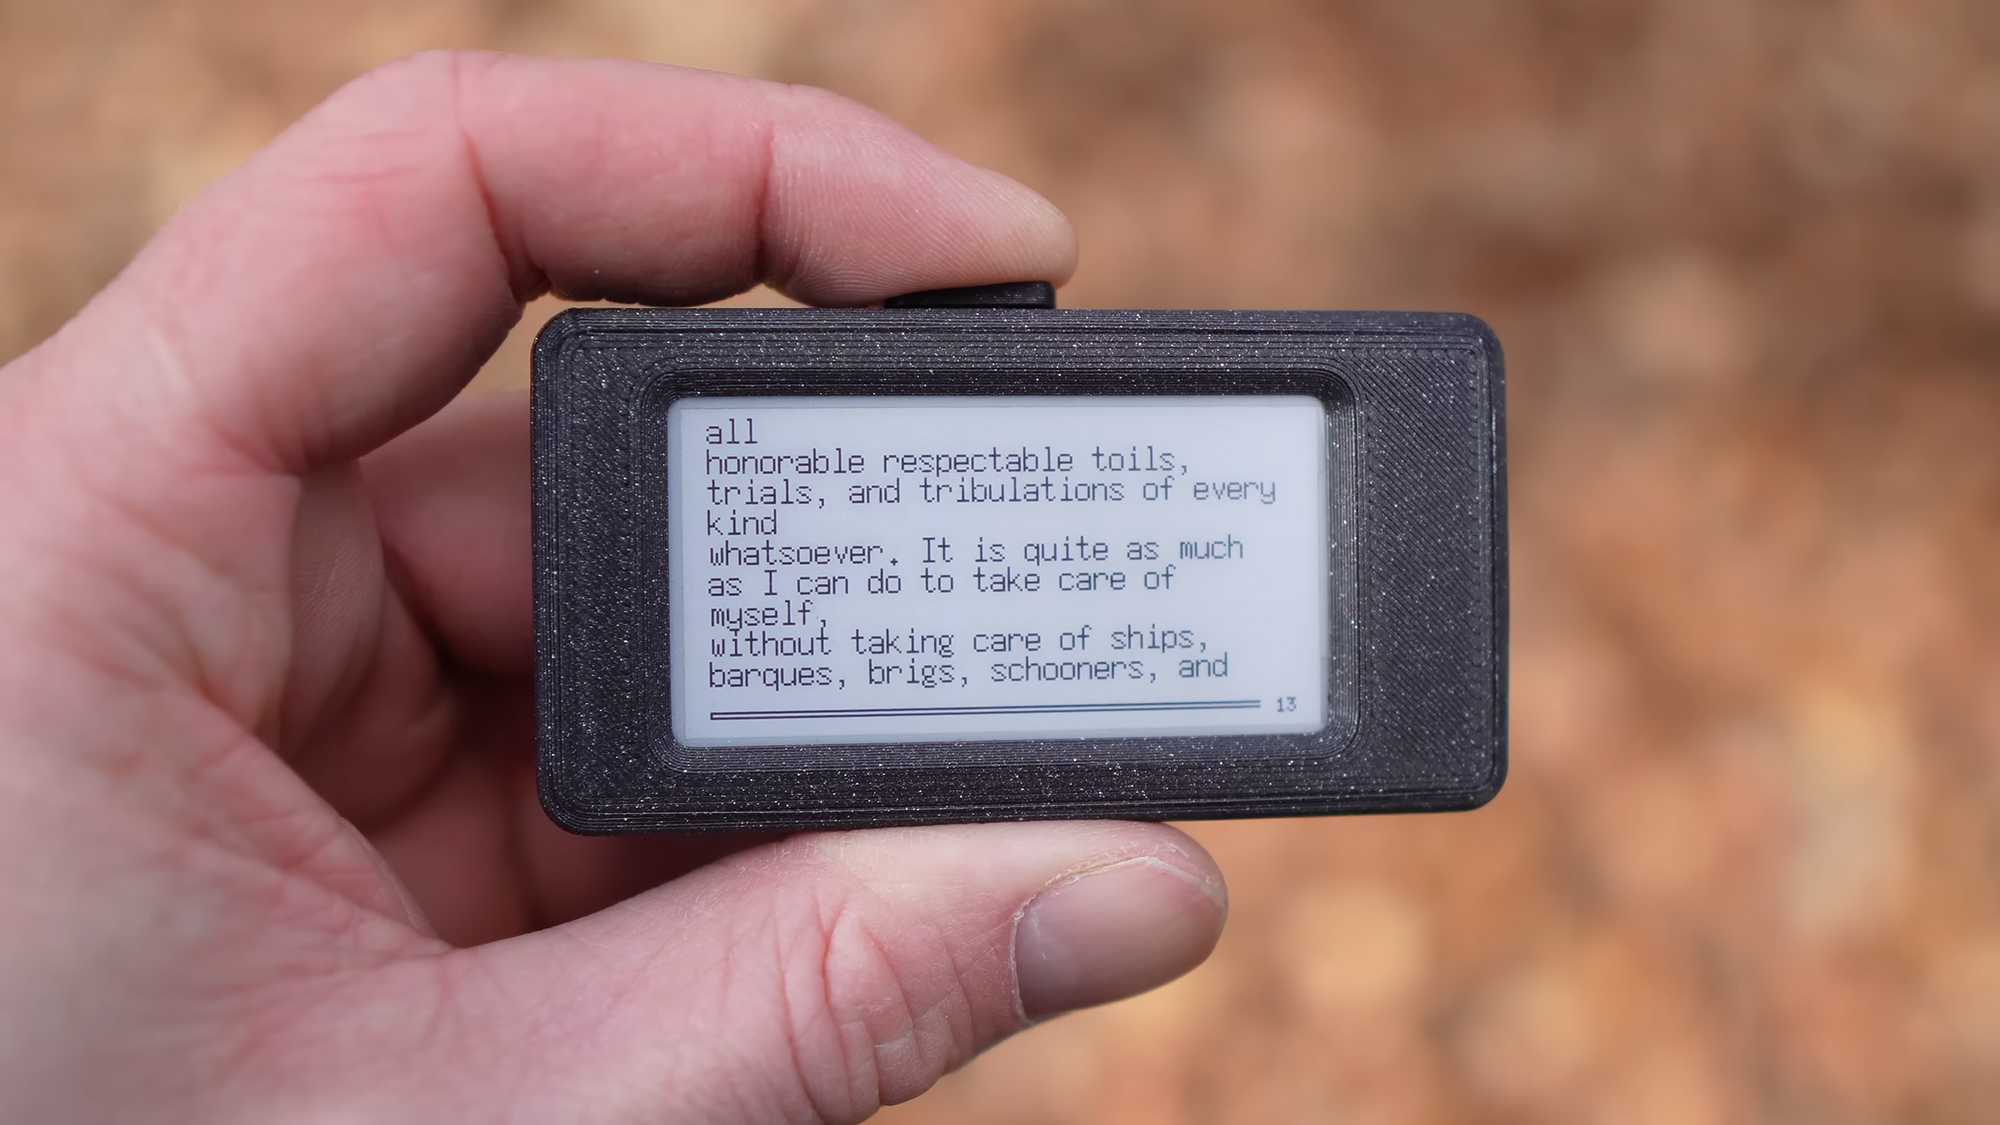 all
honorable respectable toils,
trials, and tribulations of every
kind
whatsoever. It is quite as much
as I can do to take care of
myself,
without taking care of ships,
barques, brigs, schooners, and
13